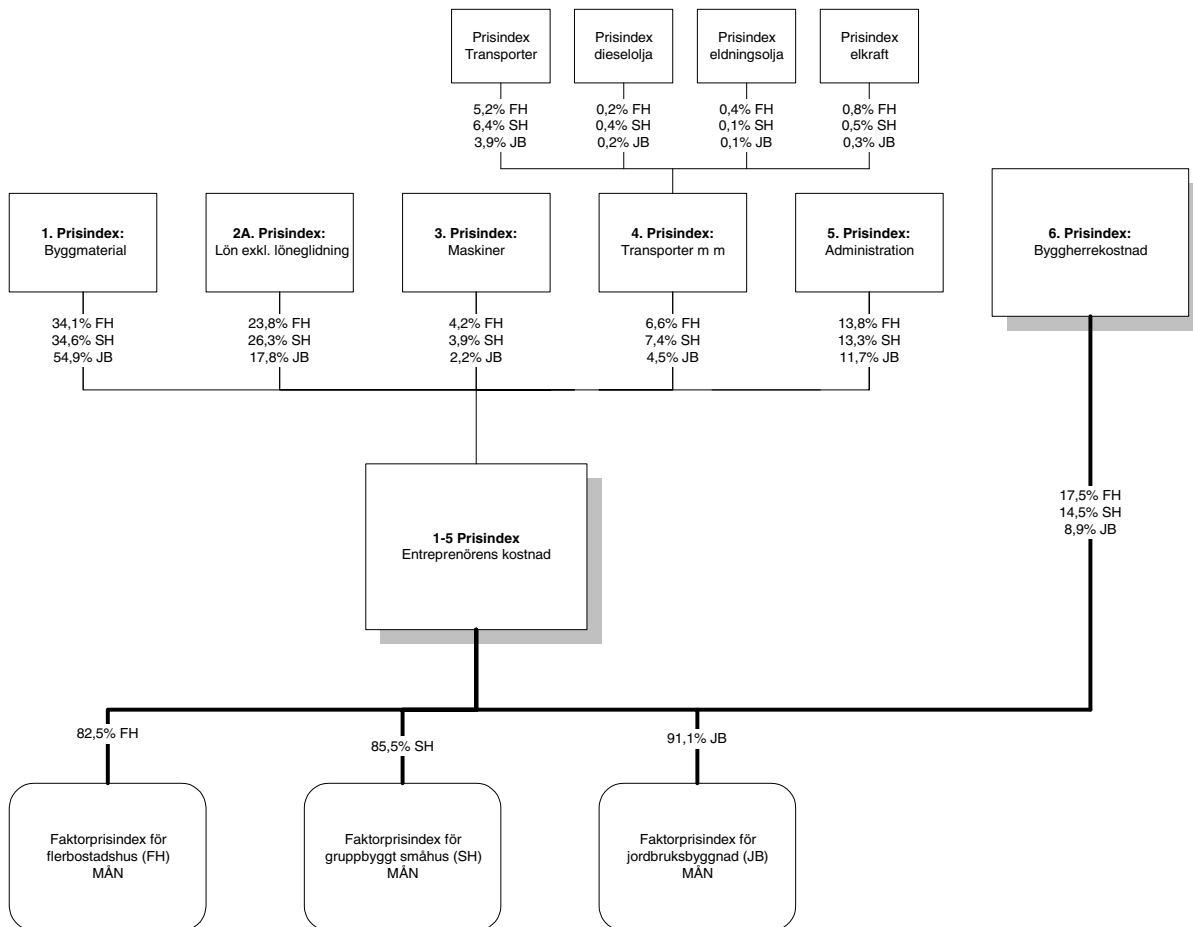 Prisindex
Transporter
Prisindex
dieselolja
Prisindex
eldningsolja
Prisindex
elkraft
5,2% FH
6,4% SH
3,9% JB
0,2% FH
0,4% SH
0,2% JB
0,4% FH
0,1% SH
0,1% JB
0,8% FH
0,5% SH
0,3% JB
1. Prisindex:
Byggmaterial
2A. Prisindex:
Lön exkl. löneglidning
3. Prisindex:
Maskiner
4. Prisindex:
Transporter m m
5. Prisindex:
Administration
6. Prisindex:
Byggherrekostnad
34,1% FH
34,6% SH
54,9% JB
23,8% FH
26,3% SH
17,8% JB
4,2% FH
3,9% SH
2,2% JB
6,6% FH
7,4% SH
4,5% JB
13,8% FH
13,3% SH
11,7% JB
17,5% FH
14,5% SH
8,9% JB
1-5 Prisindex
Entreprenörens kostnad
82,5% FH
85,5% SH
91,1% JB
Faktorprisindex för
flerbostadshus (FH)
MÅN
Faktorprisindex för
gruppbyggt småhus (SH)
MÅN
Faktorprisindex för
jordbruksbyggnad (JB)
MÅN